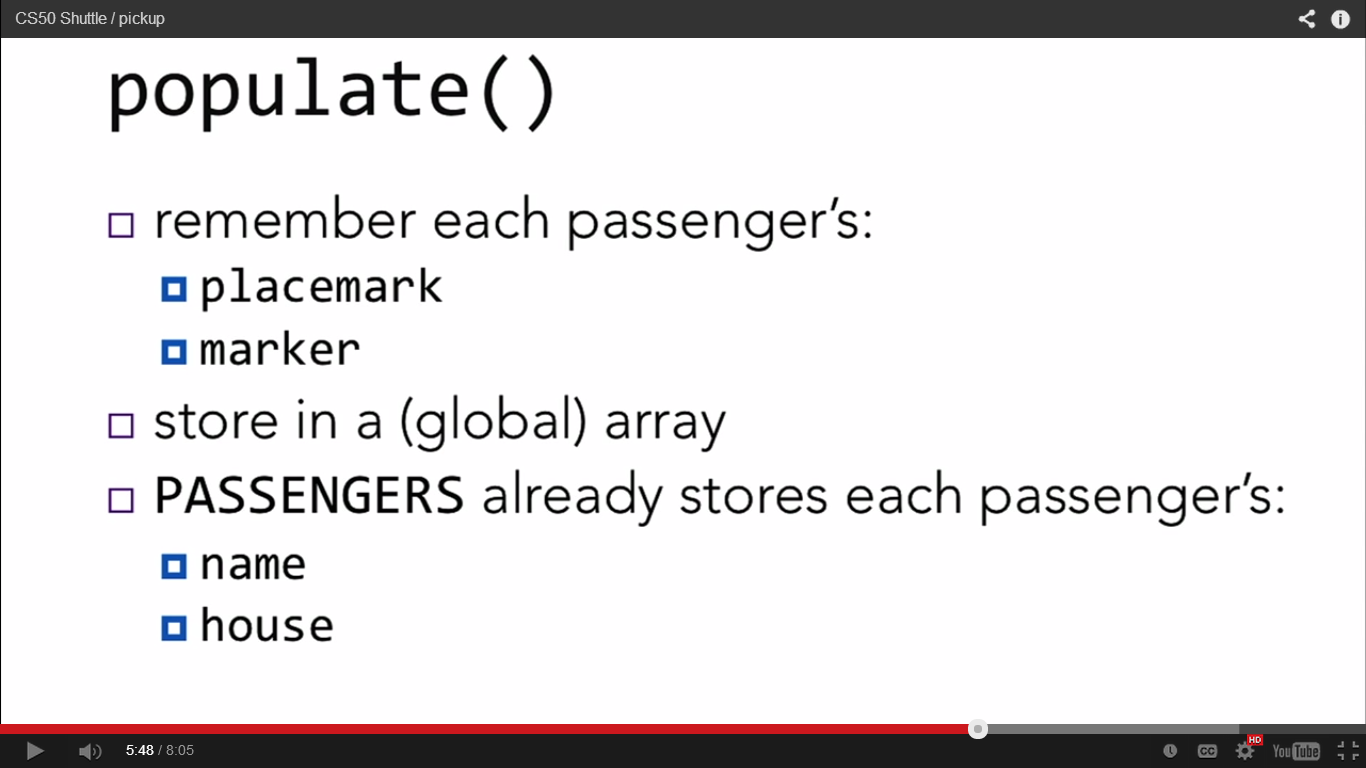 CS50 Shuttle / pickup
populate()
remember each passenger’s:
placemark
marker
store in a (global) array
PASSENGERS already stores each passenger’s:
name
house
5:48 / 8:05
CC
HD
YouTube